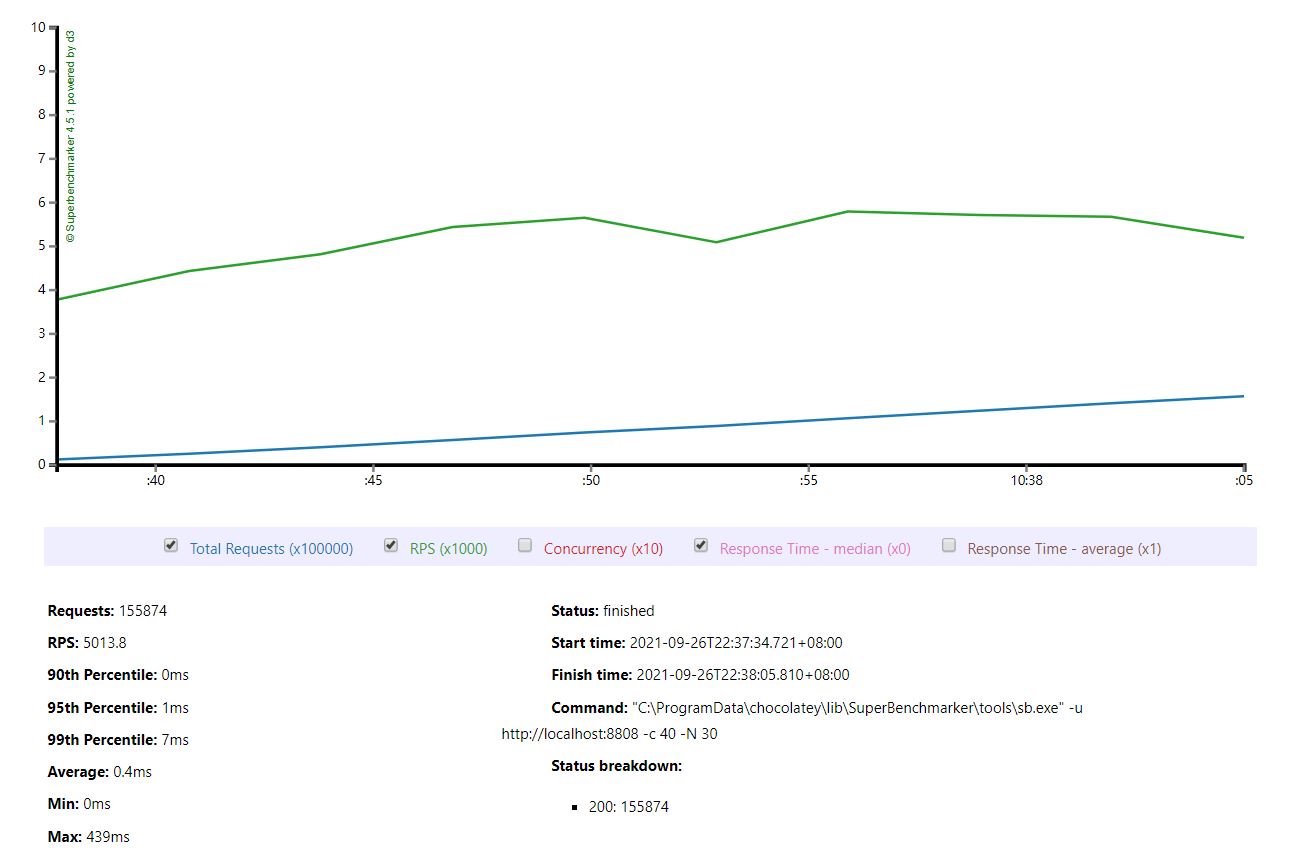 10
9
8
7
6
5
4
3
2
1
0
© Superbenchmarker 4.5.1 powered by d3
:40 :45 :50 :55 10:38 :05
Total Requests (x100000) RPS (x1000) Concurrency (x10) Response Time - median (x0) Response Time - average (x1)
Requests: 155874
RPS: 5013.8
90th Percentile: 0ms
95th Percentile: 1ms
99th Percentile: 7ms
Average: 0.4ms
Min: 0ms
Max: 439ms
Status: finished
Start time: 2021-09-26T22:37:34.721+08:00
Finish time: 2021-09-26T22:38:05.810+08:00
Command: "C:\ProgramData\chocolatey\lib\SuperBenchmarker\tools\sb.exe" -u
http://localhost:8808 -c 40 -N 30
Status breakdown:
▪ 200: 155874